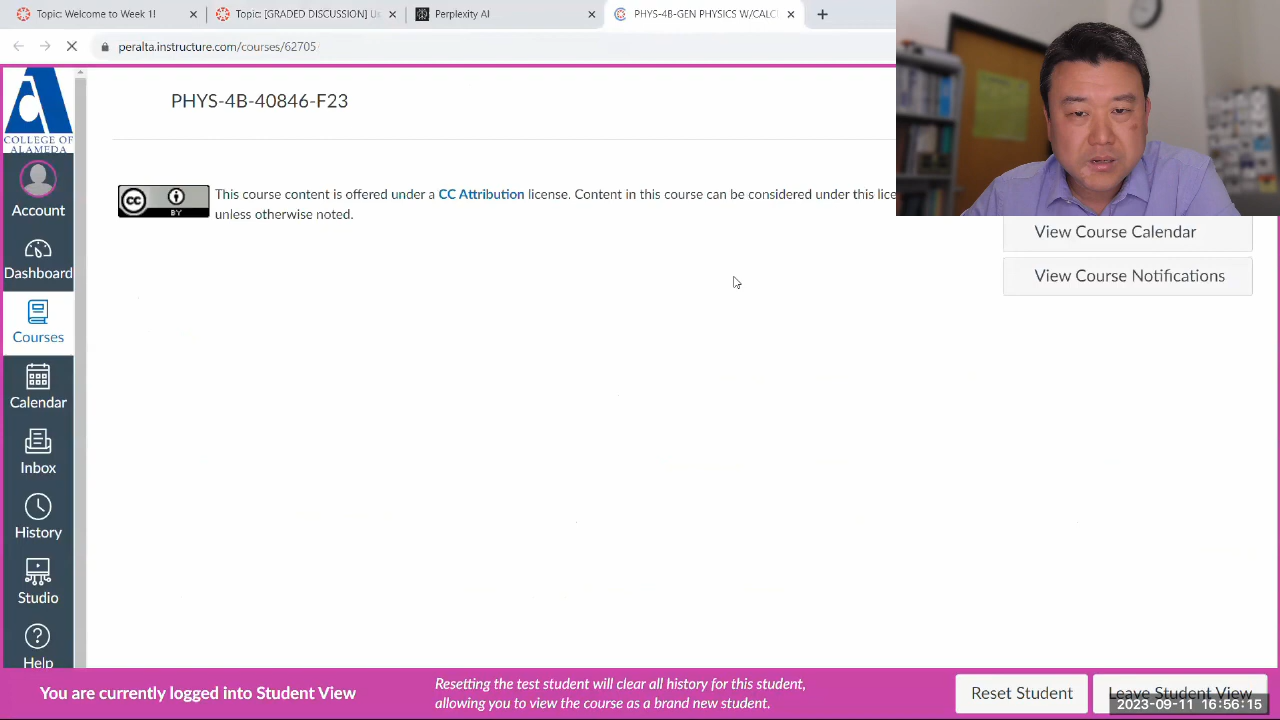 Topic: Welcome to Week 1!
Topic: [GRADED DISCUSSION] U
Perplexity AI
PHYS-4B-GEN PHYSICS W/CALC
peralta.instructure.com/courses/62705
COLLEGE OF
ALAMEDA
PHYS-4B-40846-F23
CC
BY
This course content is offered under a CC Attribution license. Content in this course can be considered under this lice
unless otherwise noted.
View Course Calendar
View Course Notifications
Account
Dashboard
Courses
Calendar
Inbox
History
Studio
Help
You are currently logged into Student View
Resetting the test student will clear all history for this student,
allowing you to view the course as a brand new student.
Reset Student
Leave Student View
2023-09-11 16:56:15